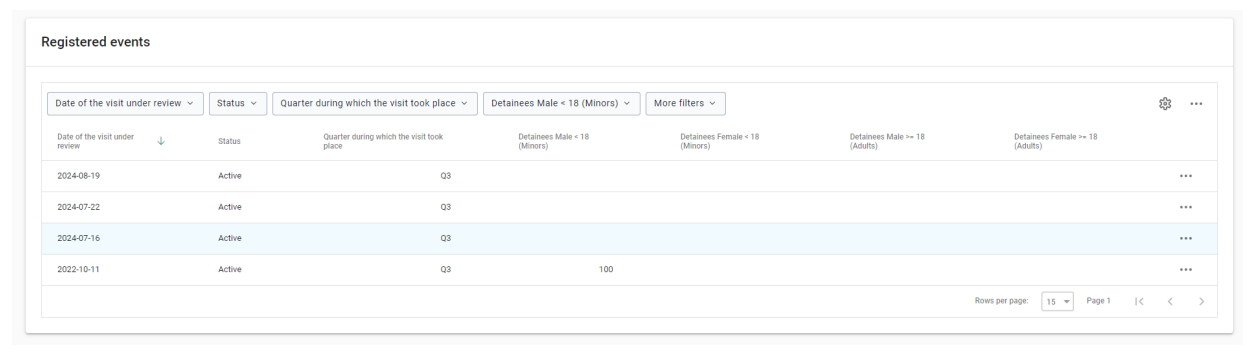 Registered events
Date of the visit under review Status Quarter during which the visit took place Detainees Male < 18 (Minors) More filters
Date of the visit under Status Quarter during which the visit took Detainees Male < 18 Detainees Female < 18 Detainees Male >= 18 Detainees Female >= 18
review place (Minors) (Minors) (Adults) (Adults)
2024-08-19 Active Q3
2024-07-22 Active Q3
2024-07-16 Active Q3
2022-10-11 Active Q3 100
Rows per page: 15 Page 1